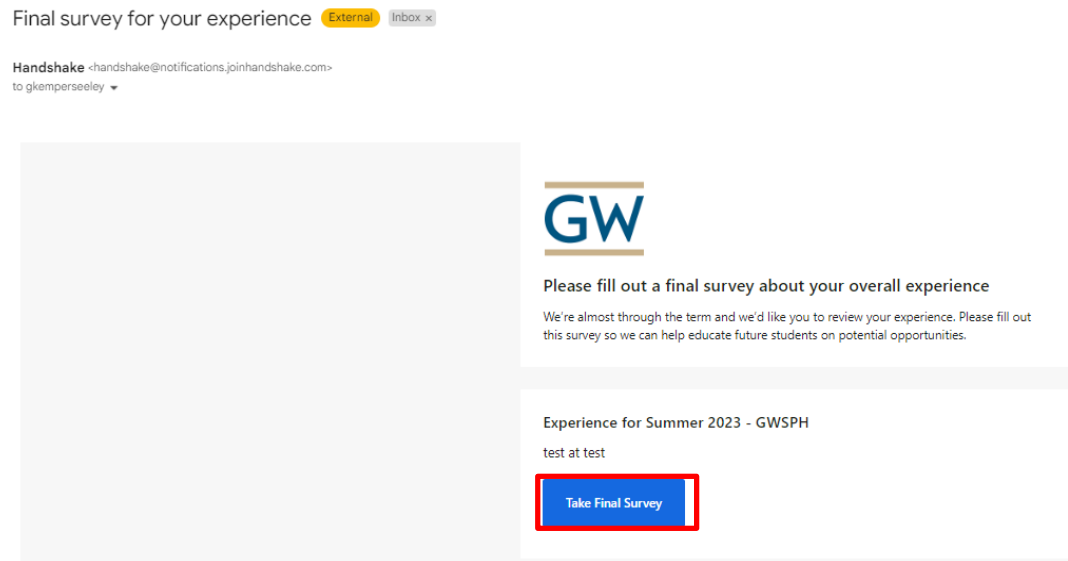 Final survey for your experience External Inbox ×
Handshake <handshake@notifications.joinhandshake.com>
to gkemperseeley
GW
Please fill out a final survey about your overall experience
We're almost through the term and we'd like you to review your experience. Please fill out
this survey so we can help educate future students on potential opportunities.
Experience for Summer 2023 - GWSPH
test at test
Take Final Survey